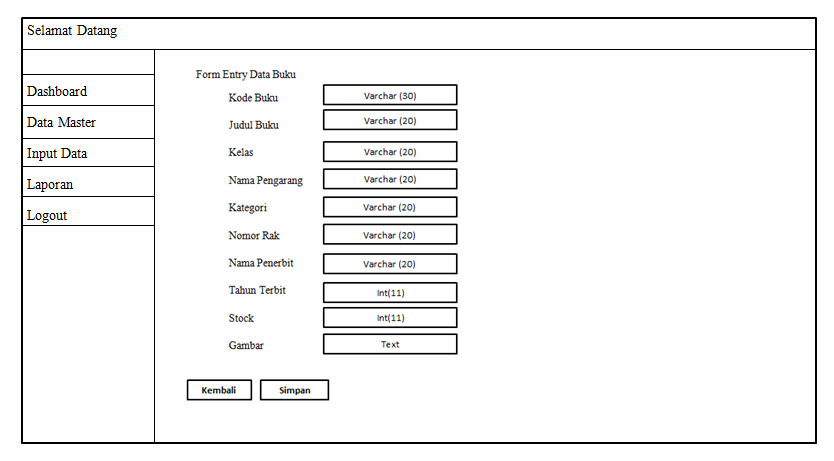 Selamat Datang
Dashboard
Data Master
Input Data
Laporan
Logout
Form Entry Data Buku
Kode Buku Varchar (30)
Judul Buku Varchar (20)
Kelas Varchar (20)
Nama Pengarang Varchar (20)
Kategori Varchar (20)
Nomor Rak Varchar (20)
Nama Penerbit Varchar (20)
Tahun Terbit Int(11)
Stock Int(11)
Gambar Text
Kembali Simpan